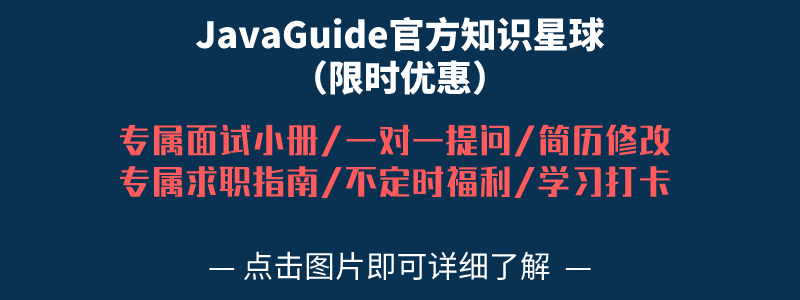 JavaGuide官方知识星球
（限时优惠）
专属面试小册/一对一提问/简历修改
专属求职指南/不定时福利/学习打卡
— 点击图片即可详细了解 —